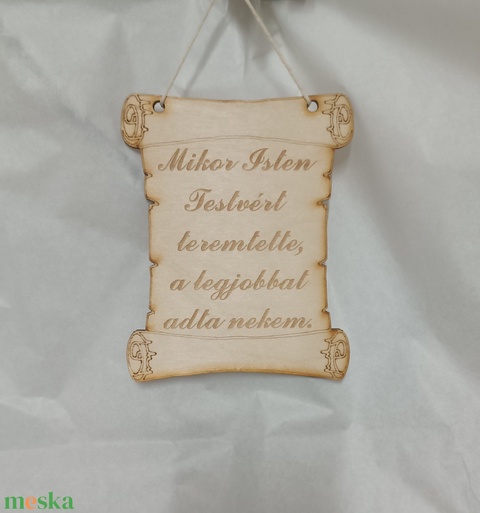 Mikor Isten
Testvért
teremtette,
a legjobbat
adta nekem.
meska